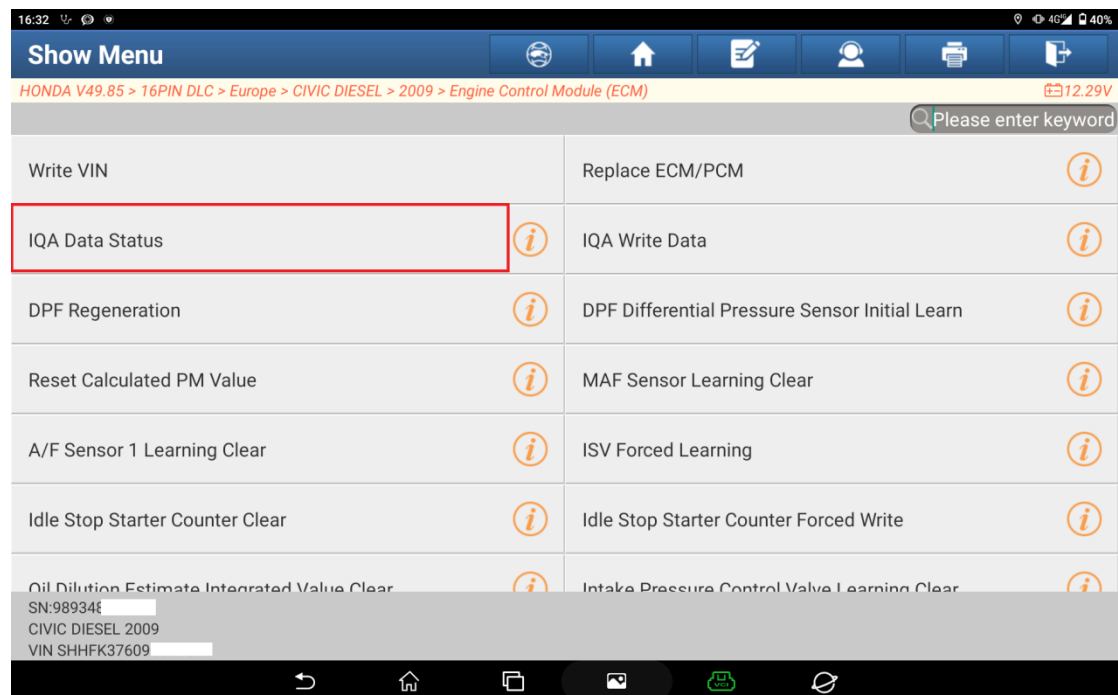 16:32 4G 40%
Show Menu
HONDA V49.85 > 16PIN DLC > Europe > CIVIC DIESEL > 2009 > Engine Control Module (ECM) 12.29V
Please enter keyword
Write VIN Replace ECM/PCM
IQA Data Status IQA Write Data
DPF Regeneration DPF Differential Pressure Sensor Initial Learn
Reset Calculated PM Value MAF Sensor Learning Clear
A/F Sensor 1 Learning Clear ISV Forced Learning
Idle Stop Starter Counter Clear Idle Stop Starter Counter Forced Write
Oil Dilution Estimate Integrated Value Clear Intake Pressure Control Valve Learning Clear
SN:989348
CIVIC DIESEL 2009
VIN SHHFK37609
VCI